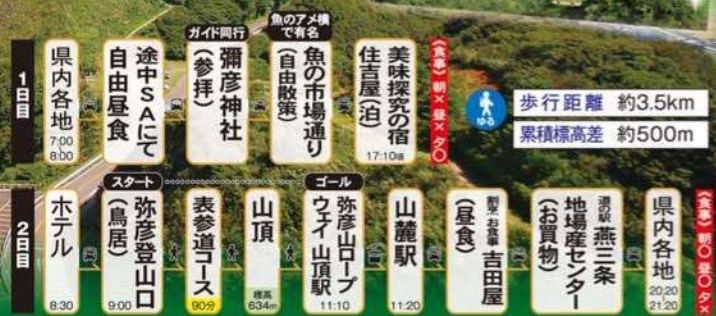 1日目
県内各地
7:00
8:00
途中SAにて
自由昼食
ガイド同行
彌彦神社
(参拝)
魚のアメ横
で有名
魚の市場通り
(自由散策)
美味探究の宿
住吉屋(泊)
17:10頃
《食事》朝× 昼× 夕○
ゆる
歩行距離 約3.5km
累積標高差 約500m
2日目
ホテル
8:30
スタート
弥彦登山口
(鳥居)
9:00
表参道コース
90分
山頂
標高
634m
ゴール
弥彦山ロープ
ウェイ 山頂駅
11:10
山麓駅
11:20
割烹 お食事 吉田屋
(昼食)
道の駅 燕三条
地場産センター
(お買物)
県内各地
20:20
21:20
《食事》朝○ 昼○ 夕×